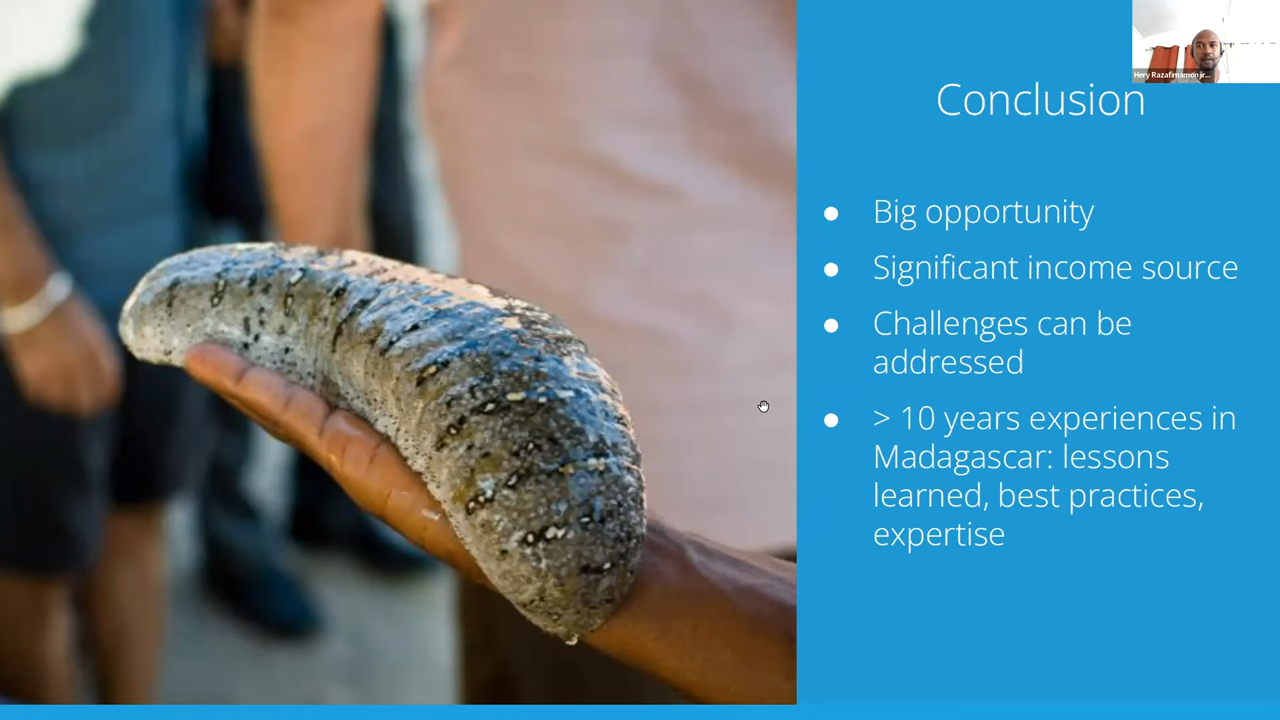 Hery Razafimamonjr...
Conclusion
● Big opportunity
● Significant income source
● Challenges can be
addressed
● > 10 years experiences in
Madagascar: lessons
learned, best practices,
expertise